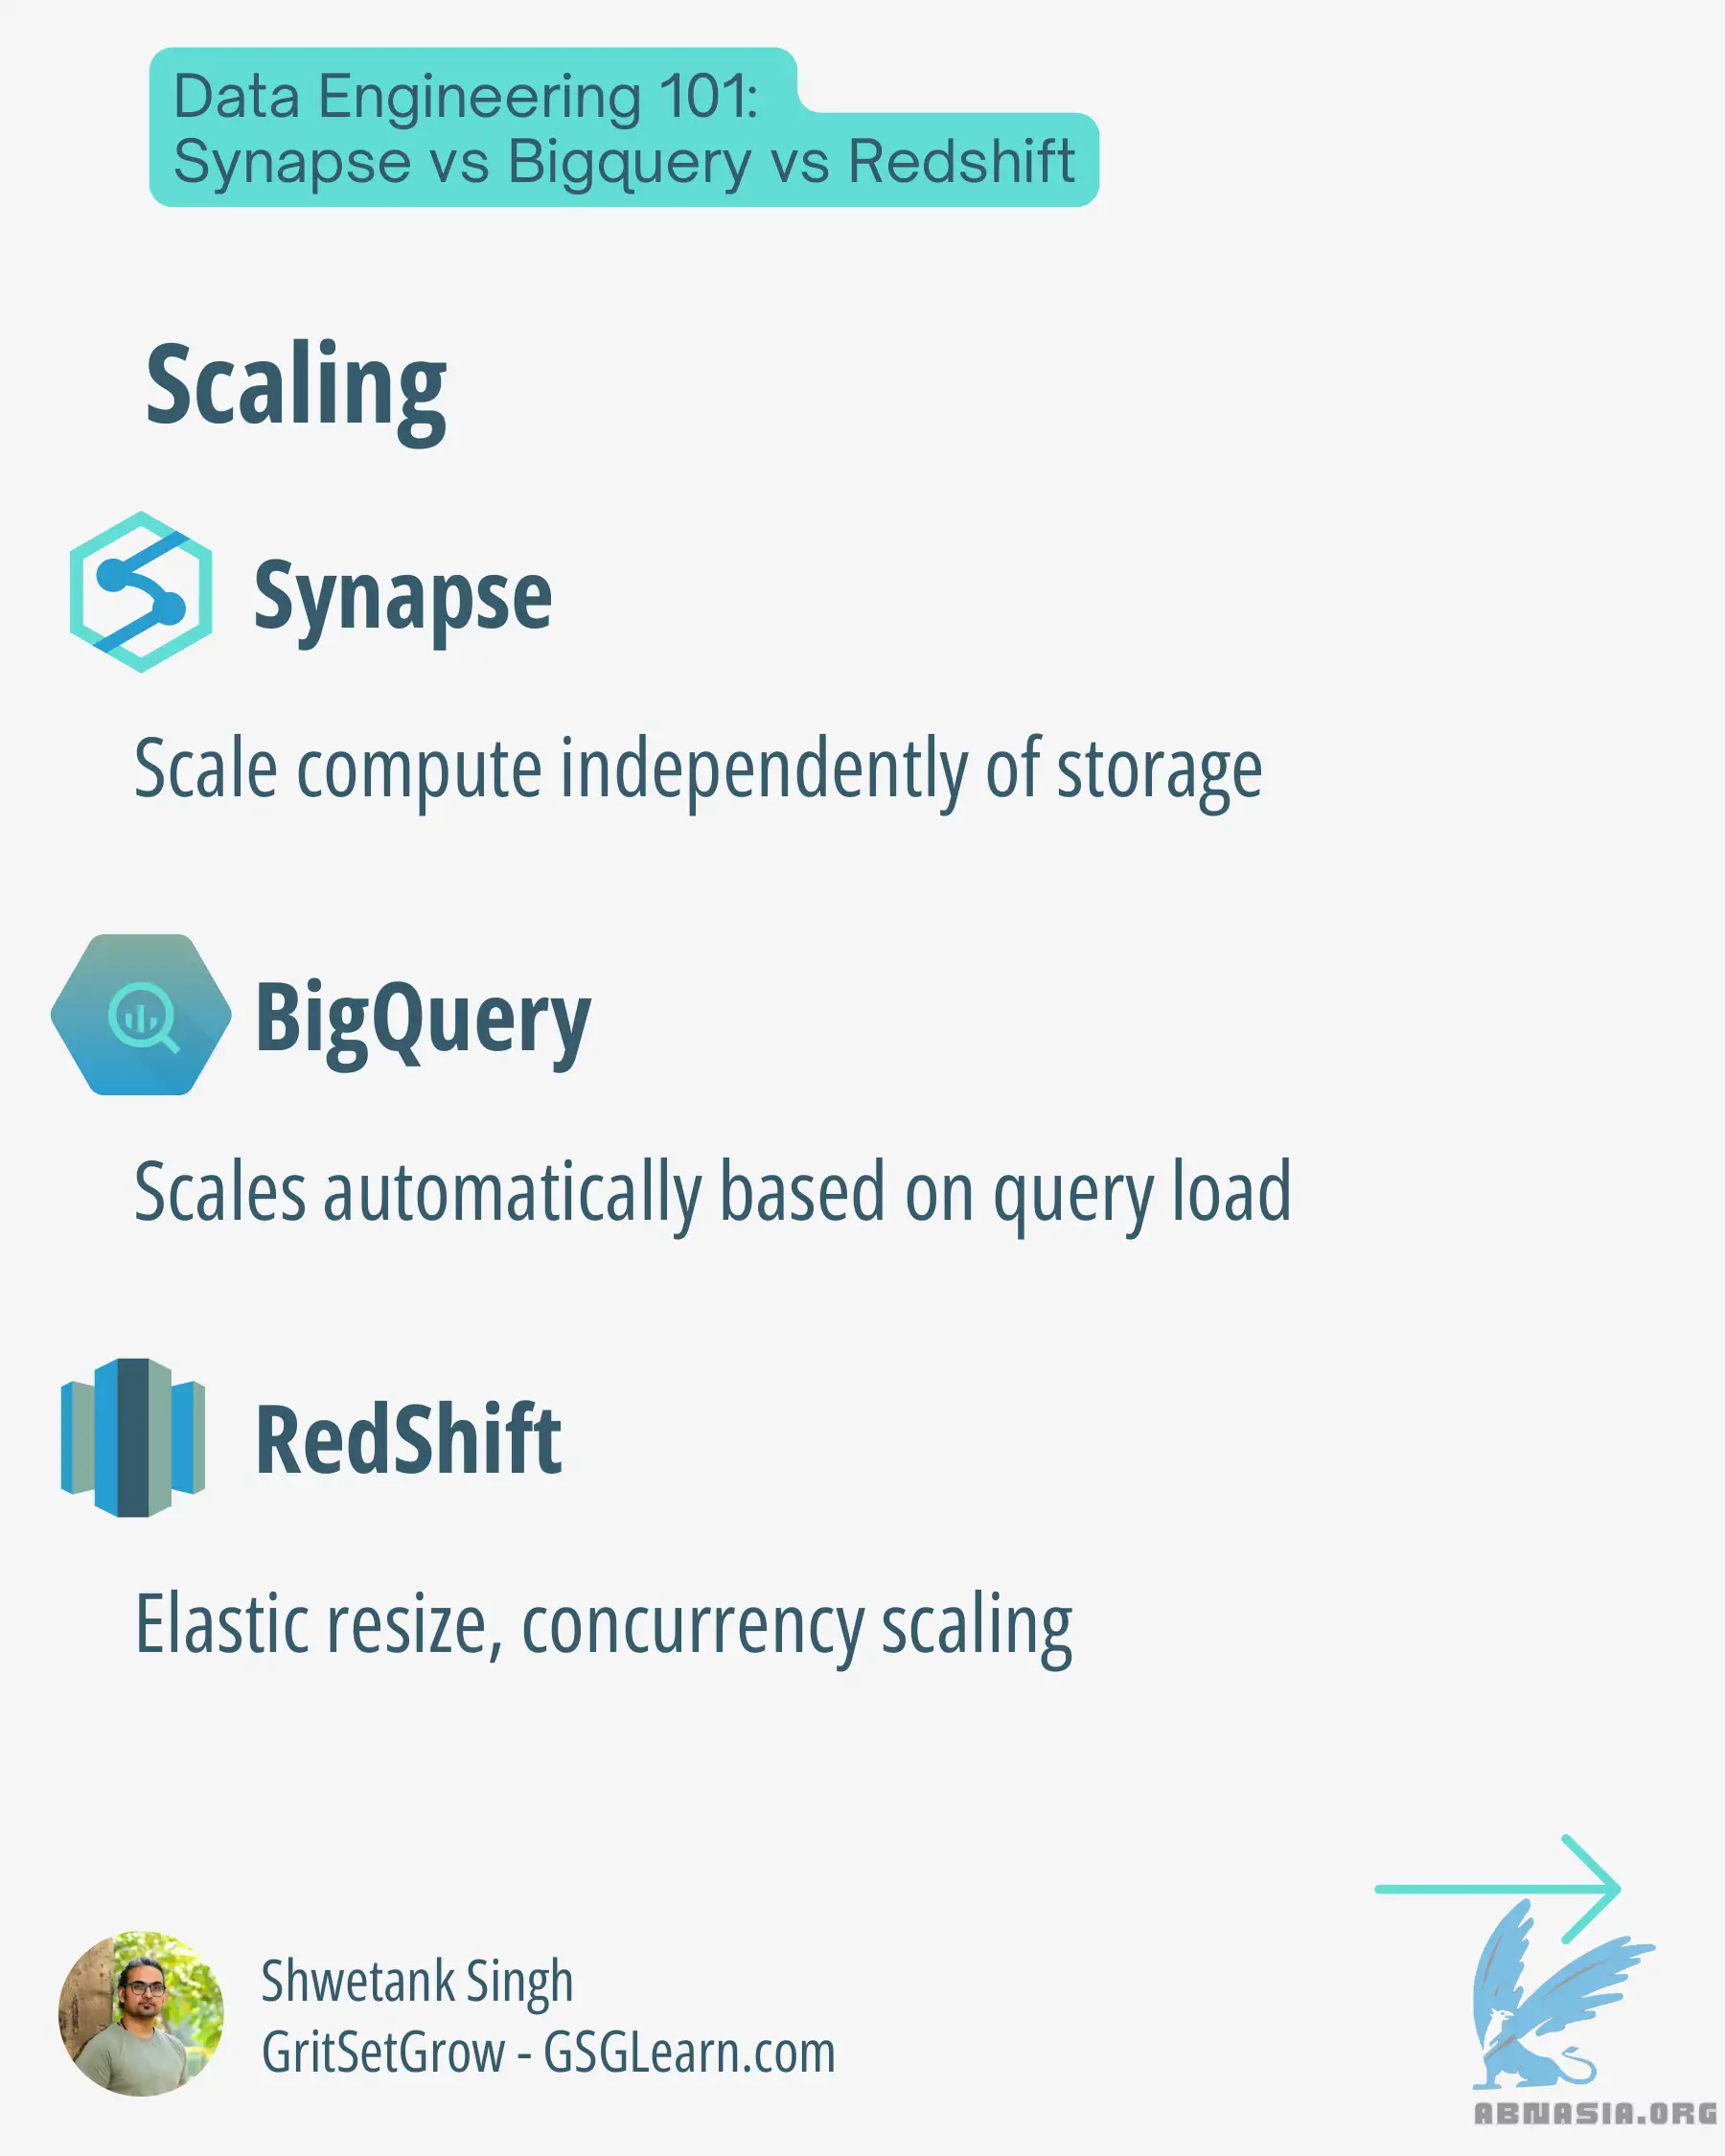 Data Engineering 101:
Synapse vs Bigquery vs Redshift
Scaling
Synapse
Scale compute independently of storage
BigQuery
Scales automatically based on query load
RedShift
Elastic resize, concurrency scaling
Shwetank Singh
GritSetGrow - GSGLearn.com
ABNASIA.ORG